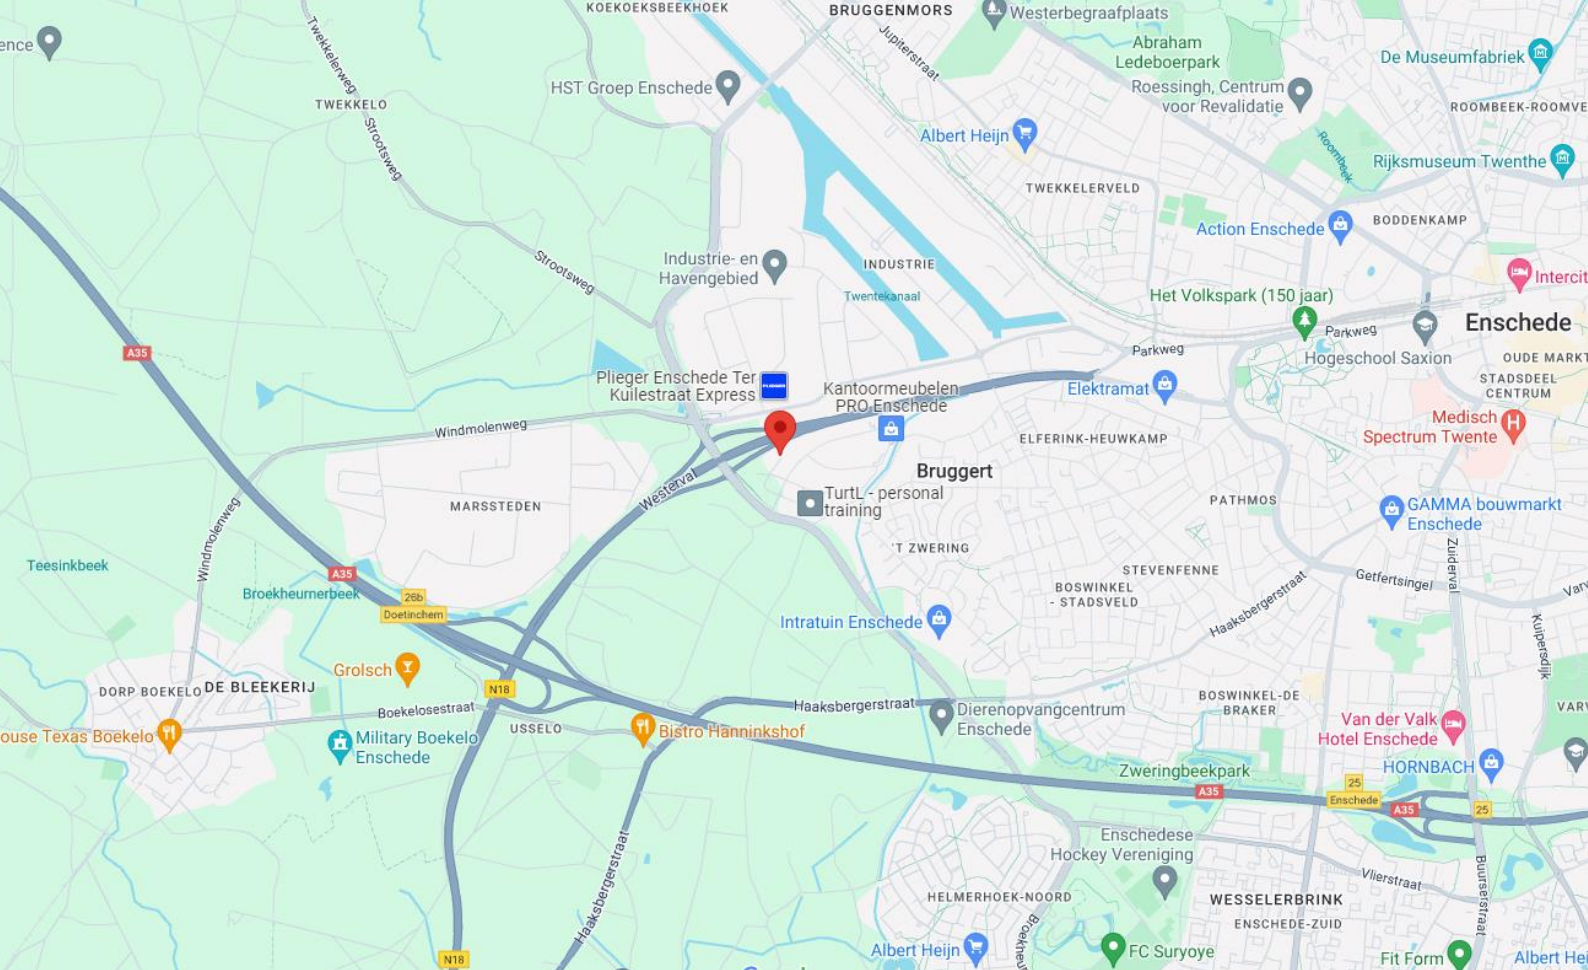 KOEKOEKSBEEKHOEK
BRUGGENMORS
Westerbegraafplaats
Twekkelerweg
Jupiterstraat
Abraham
Ledeboerpark
De Museumfabriek
ence
HST Groep Enschede
Roessingh, Centrum
voor Revalidatie
TWEKKELO
ROOMBEEK-ROOMVE
Strootsweg
Albert Heijn
Roombeek
Rijksmuseum Twenthe
TWEKKELERVELD
BODDENKAMP
Action Enschede
Strootsweg
Industrie- en
Havengebied
INDUSTRIE
Intercit
Twentekanaal
Het Volkspark (150 jaar)
Parkweg
Enschede
A35
Parkweg
Hogeschool Saxion
OUDE MARKT
Plieger Enschede Ter
Kuilestraat Express
PLIEGER
Kantoormeubelen
PRO Enschede
Elektramat
STADSDEEL
CENTRUM
Windmolenweg
ELFERINK-HEUWKAMP
Medisch
Spectrum Twente
H
Bruggert
Westerval
MARSSTEDEN
TurtL - personal
training
PATHMOS
GAMMA bouwmarkt
Enschede
Windmolenweg
'T ZWERING
Zuiderval
Teesinkbeek
A35
STEVENFENNE
Getfertsingel
Broekheurnerbeek
26b
Doetinchem
BOSWINKEL
- STADSVELD
Haaksbergerstraat
Intratuin Enschede
Kuipersdijk
Grolsch
DORP BOEKELO
DE BLEEKERIJ
N18
Boekelosestraat
Haaksbergerstraat
BOSWINKEL-DE
BRAKER
USSELO
Dierenopvangcentrum
Enschede
Van der Valk
Hotel Enschede
ouse Texas Boekelo
Military Boekelo
Enschede
Bistro Hanninkshof
Zweringbeekpark
HORNBACH
A35
25
Enschede
A35
25
Enschedese
Hockey Vereniging
Haaksbergerstraat
Vlierstraat
Buurserstraat
HELMERHOEK-NOORD
WESSELERBRINK
ENSCHEDE-ZUID
Broekheu
Albert Heijn
FC Suryoye
Fit Form
Albert He
N18